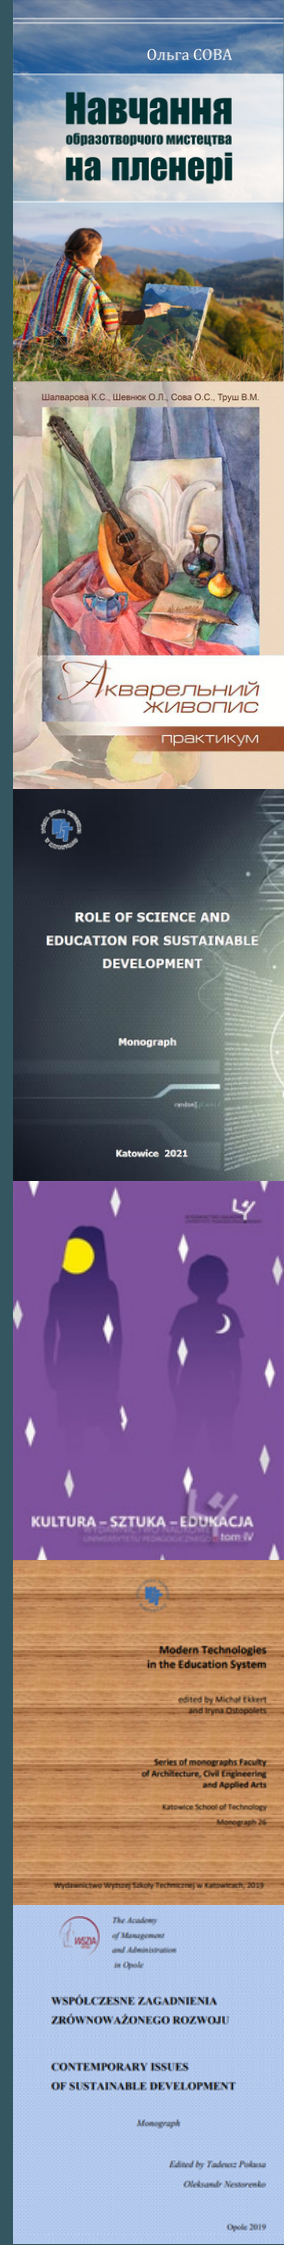 Ольга СОВА
Навчання
образотворчого мистецтва
на пленері
Шалварова К.С., Шевнюк О.Л., Сова О.С., Труш В.М.
Акварельний
живопис
практикум
ROLE OF SCIENCE AND
EDUCATION FOR SUSTAINABLE
DEVELOPMENT
Monograph
Katowice 2021
KULTURA – SZTUKA – EDUKACJA
tom IV
Modern Technologies
in the Education System
edited by Michał Ekkert
and Iryna Ostopolets
Series of monographs Faculty
of Architecture, Civil Engineering
and Applied Arts
Katowice School of Technology
Monograph 26
Wydawnictwo Wyższej Szkoły Technicznej w Katowicach, 2019
The Academy
of Management
and Administration
in Opole
WSPÓŁCZESNE ZAGADNIENIA
ZRÓWNOWAŻONEGO ROZWOJU
CONTEMPORARY ISSUES
OF SUSTAINABLE DEVELOPMENT
Monograph
Edited by Tadeusz Pokusa
Oleksandr Nestorenko
Opole 2019